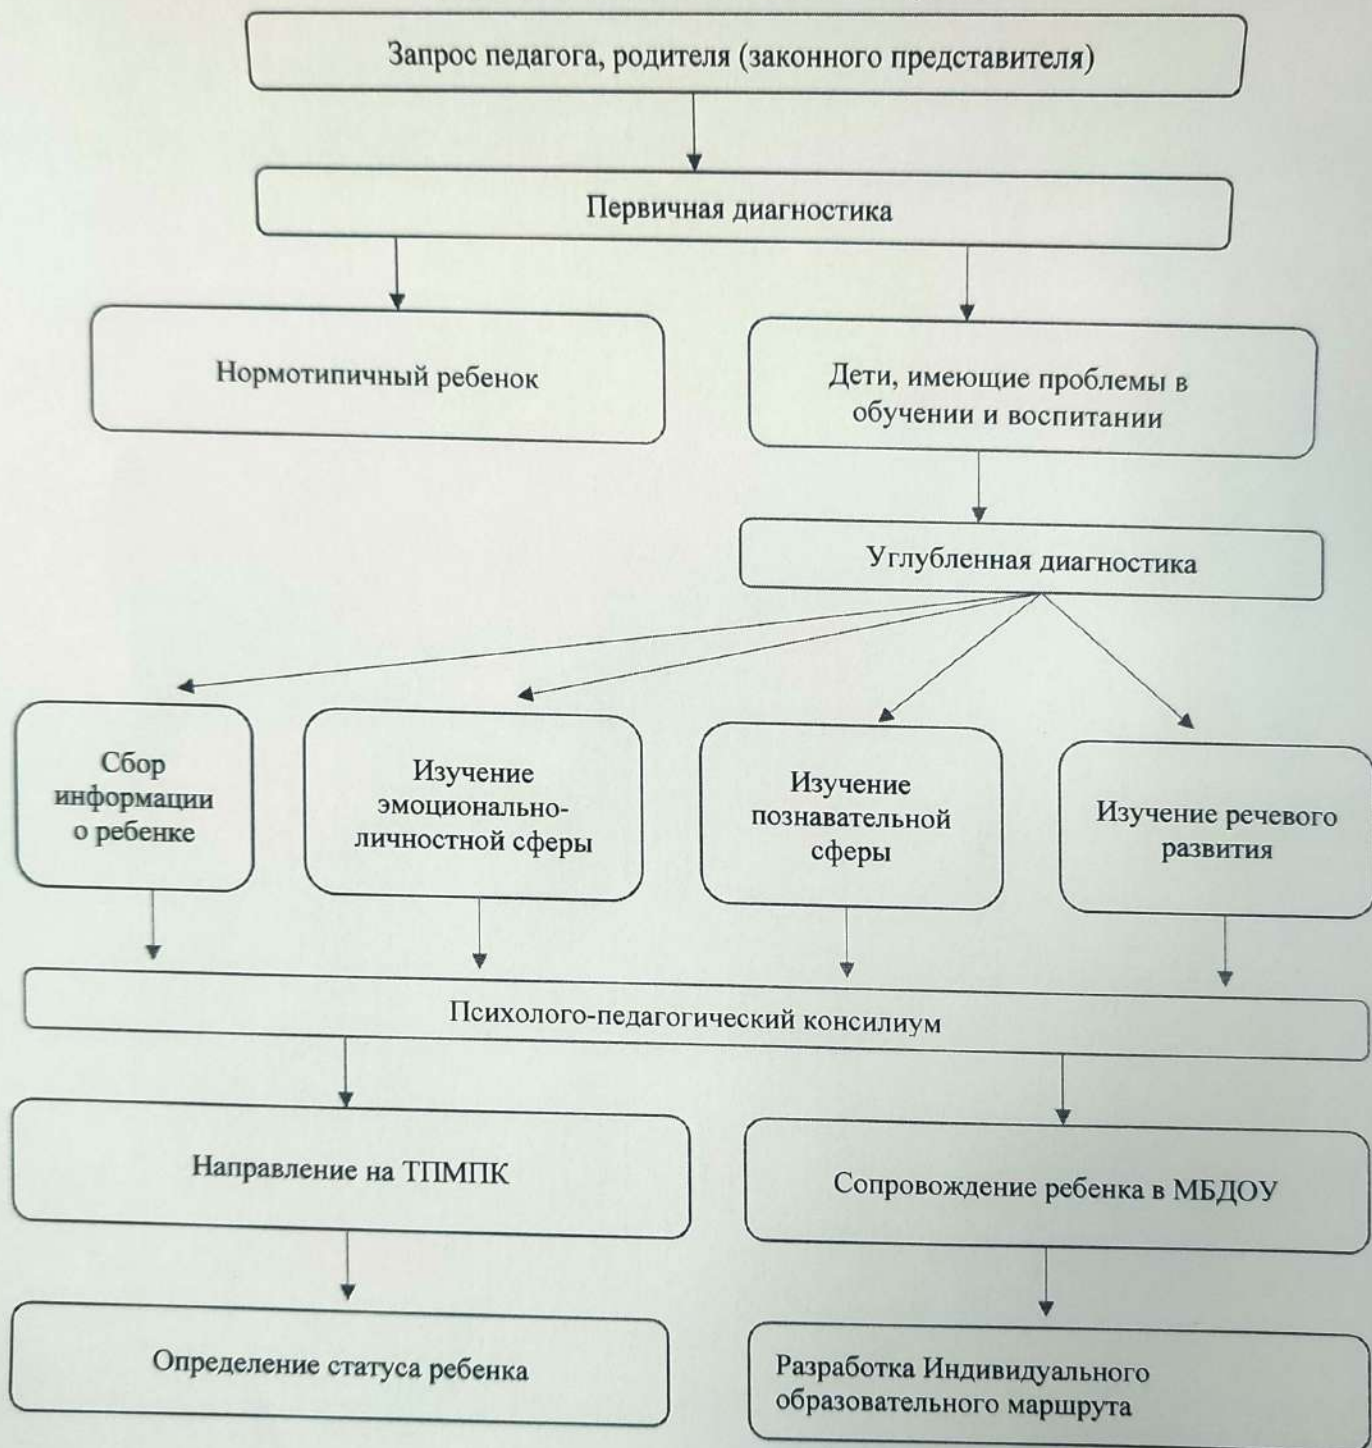 Запрос педагога, родителя (законного представителя)
Первичная диагностика
Нормотипичный ребенок
Дети, имеющие проблемы в
обучении и воспитании
Углубленная диагностика
Сбор
информации
о ребенке
Изучение
эмоционально-
личностной сферы
Изучение
познавательной
сферы
Изучение речевого
развития
Психолого-педагогический консилиум
Направление на ТПМПК
Сопровождение ребенка в МБДОУ
Определение статуса ребенка
Разработка Индивидуального
образовательного маршрута